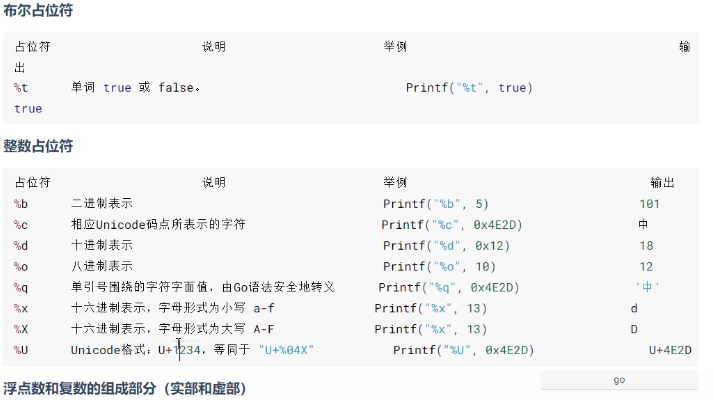 布尔占位符
占位符 说明 举例 输
出
%t 单词 true 或 false。 Printf("%t", true)
true
整数占位符
占位符 说明 举例 输出
%b 二进制表示 Printf("%b", 5) 101
%c 相应Unicode码点所表示的字符 Printf("%c", 0x4E2D) 中
%d 十进制表示 Printf("%d", 0x12) 18
%o 八进制表示 Printf("%o", 10) 12
%q 单引号围绕的字符字面值，由Go语法安全地转义 Printf("%q", 0x4E2D) '中'
%x 十六进制表示，字母形式为小写 a-f Printf("%x", 13) d
%X 十六进制表示，字母形式为大写 A-F Printf("%x", 13) D
%U Unicode格式：U+1234，等同于 "U+%04X" Printf("%U", 0x4E2D) U+4E2D
浮点数和复数的组成部分（实部和虚部）
go